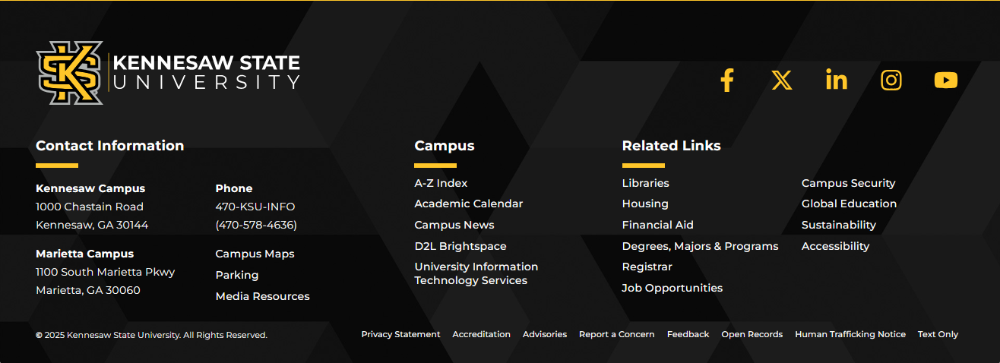 KENNESAW STATE
UNIVERSITY
Contact Information
Kennesaw Campus
1000 Chastain Road
Kennesaw, GA 30144
Marietta Campus
1100 South Marietta Pkwy
Marietta, GA 30060
Phone
470-KSU-INFO
(470-578-4636)
Campus Maps
Parking
Media Resources
Campus
A-Z Index
Academic Calendar
Campus News
D2L Brightspace
University Information
Technology Services
Related Links
Libraries
Housing
Financial Aid
Degrees, Majors & Programs
Registrar
Job Opportunities
Campus Security
Global Education
Sustainability
Accessibility
© 2025 Kennesaw State University. All Rights Reserved.
Privacy Statement Accreditation Advisories Report a Concern Feedback Open Records Human Trafficking Notice Text Only